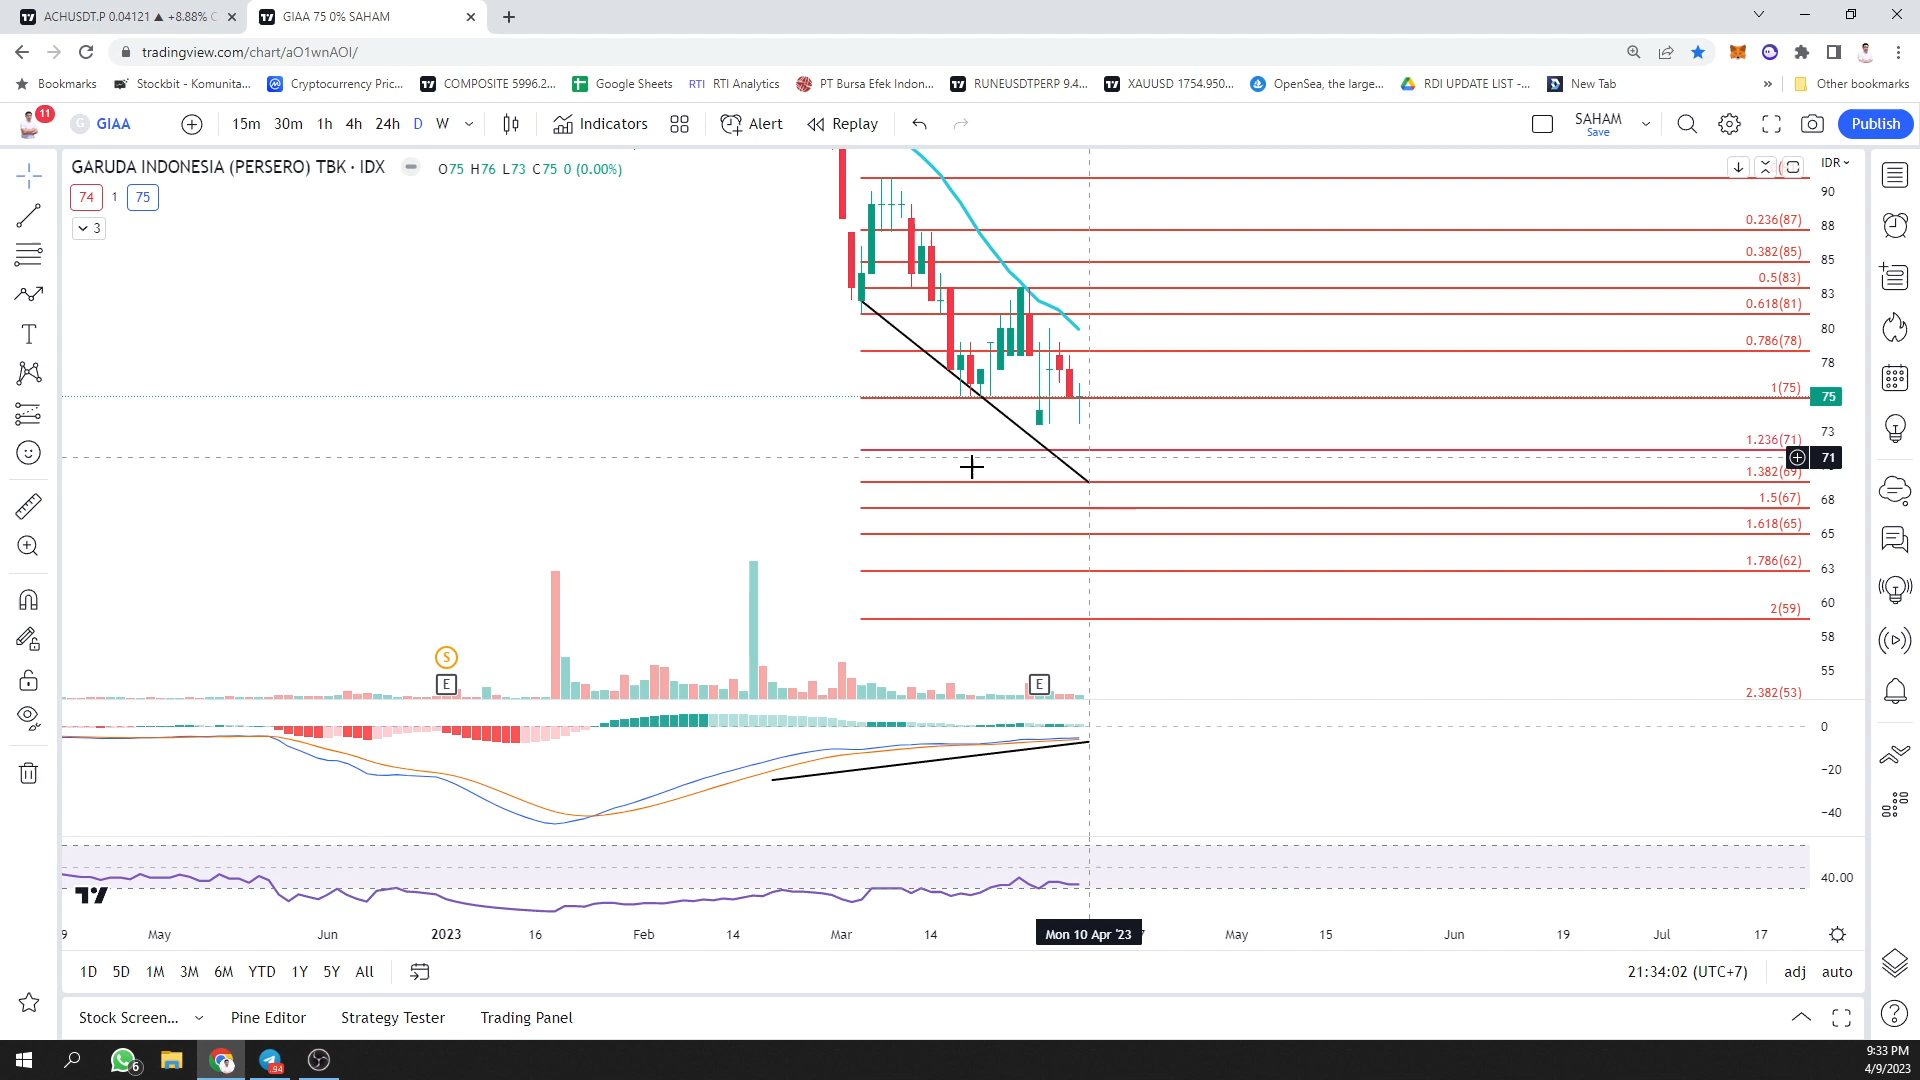 ACHUSDT.P 0.04121 ▲ +8.88%
GIAA 75 0% SAHAM
tradingview.com/chart/aO1wnAOI/
Bookmarks
Stockbit - Komunita...
Cryptocurrency Pric...
COMPOSITE 5996.2...
Google Sheets
RTI RTI Analytics
PT Bursa Efek Indon...
RUNEUSDTPERP 9.4...
XAUUSD 1754.950...
OpenSea, the large...
RDI UPDATE LIST -...
New Tab
»
Other bookmarks
11
G GIAA
15m 30m 1h 4h 24h D W
Indicators
Alert
Replay
SAHAM
Save
Publish
GARUDA INDONESIA (PERSERO) TBK · IDX
O75 H76 L73 C75 0 (0.00%)
IDR
74 1 75
3
90
0.236(87)
88
0.382(85)
85
0.5(83)
83
0.618(81)
80
0.786(78)
78
1(75)
75
73
1.236(71)
71
1.382(69)
1.5(67)
68
1.618(65)
65
1.786(62)
63
2(59)
60
58
55
2.382(53)
S
E
E
0
−20
−40
40.00
9 May Jun 2023 16 Feb 14 Mar 14 Mon 10 Apr '23 May 15 Jun 19 Jul 17
1D 5D 1M 3M 6M YTD 1Y 5Y All
21:34:02 (UTC+7)
adj auto
Stock Screen...
Pine Editor
Strategy Tester
Trading Panel
6
94
9:33 PM
4/9/2023